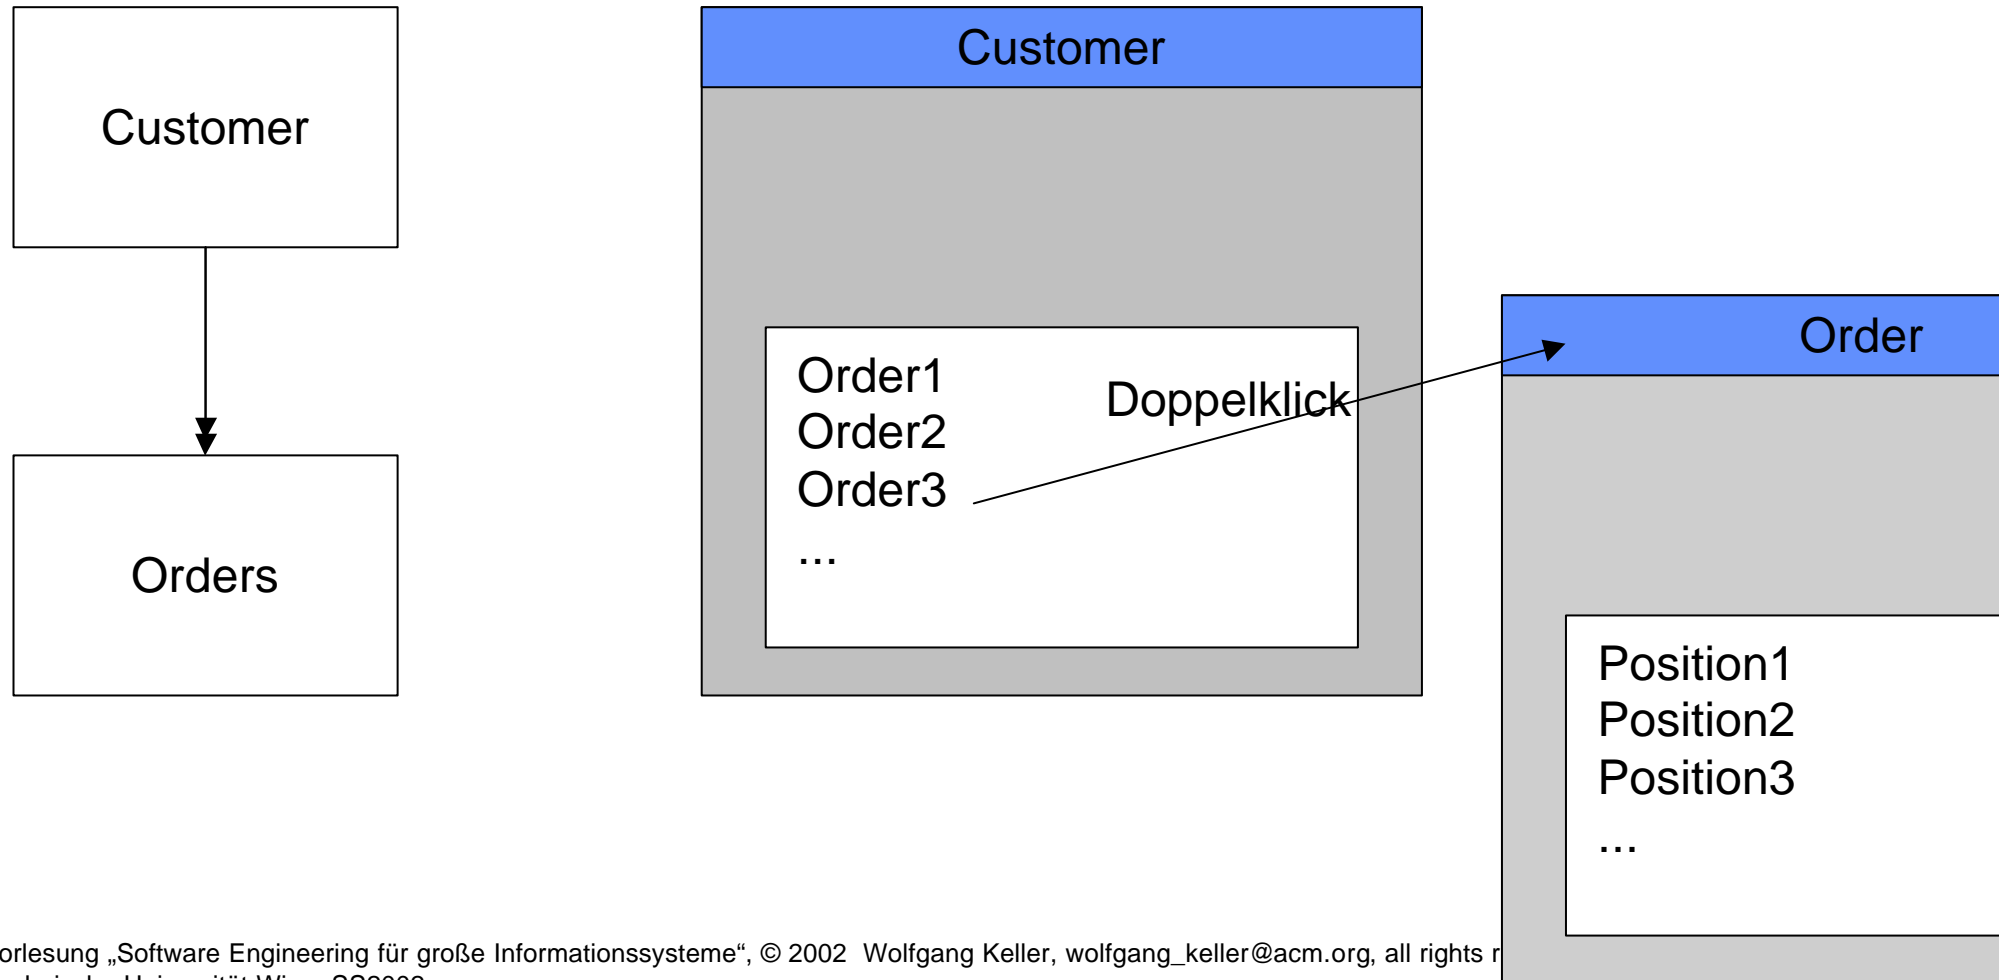 Customer
Orders
Customer
Order1
Order2
Order3
...
Doppelklick
Order
Position1
Position2
Position3
...
orlesung „Software Engineering für große Informationssysteme“, © 2002 Wolfgang Keller, wolfgang_keller@acm.org, all rights r